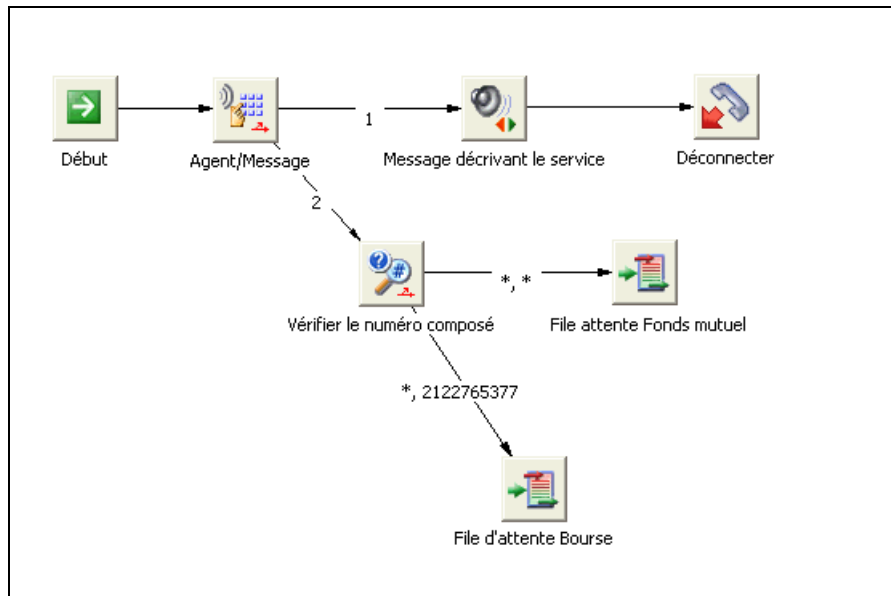 1
Début
Agent/Message
Message décrivant le service
Déconnecter
2
*, *
Vérifier le numéro composé
File attente Fonds mutuel
*, 2122765377
File d'attente Bourse